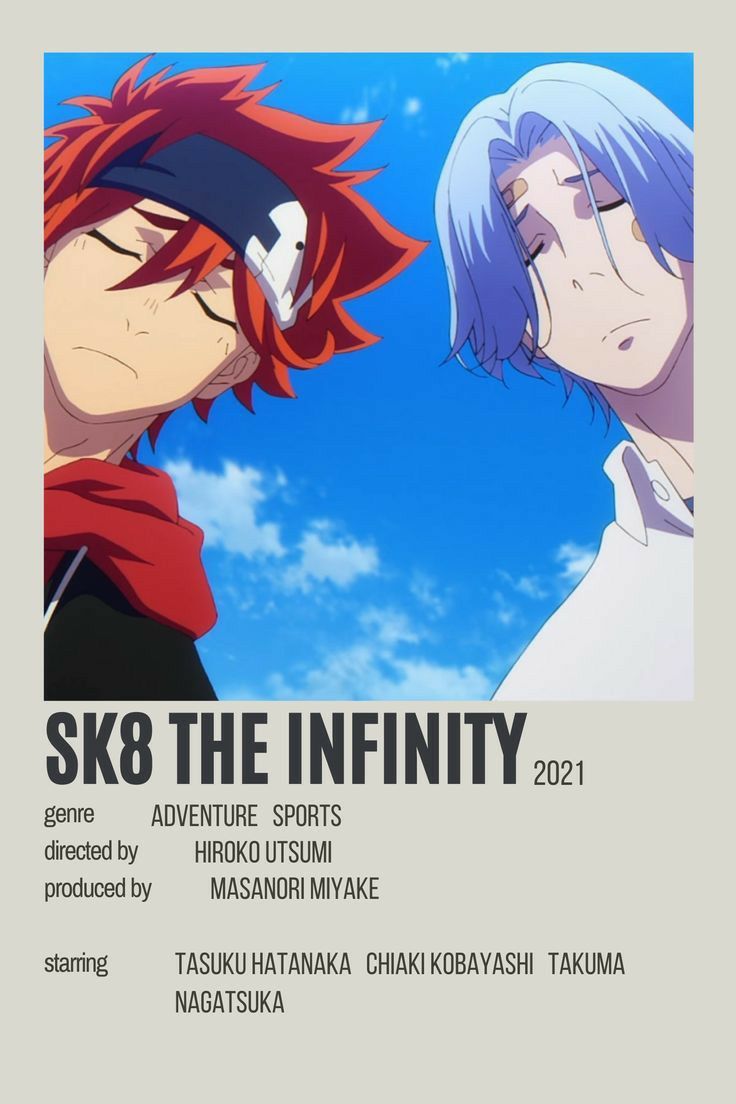 SK8 THE INFINITY 2021
genre ADVENTURE SPORTS
directed by HIROKO UTSUMI
produced by MASANORI MIYAKE
starring TASUKU HATANAKA CHIAKI KOBAYASHI TAKUMA
NAGATSUKA